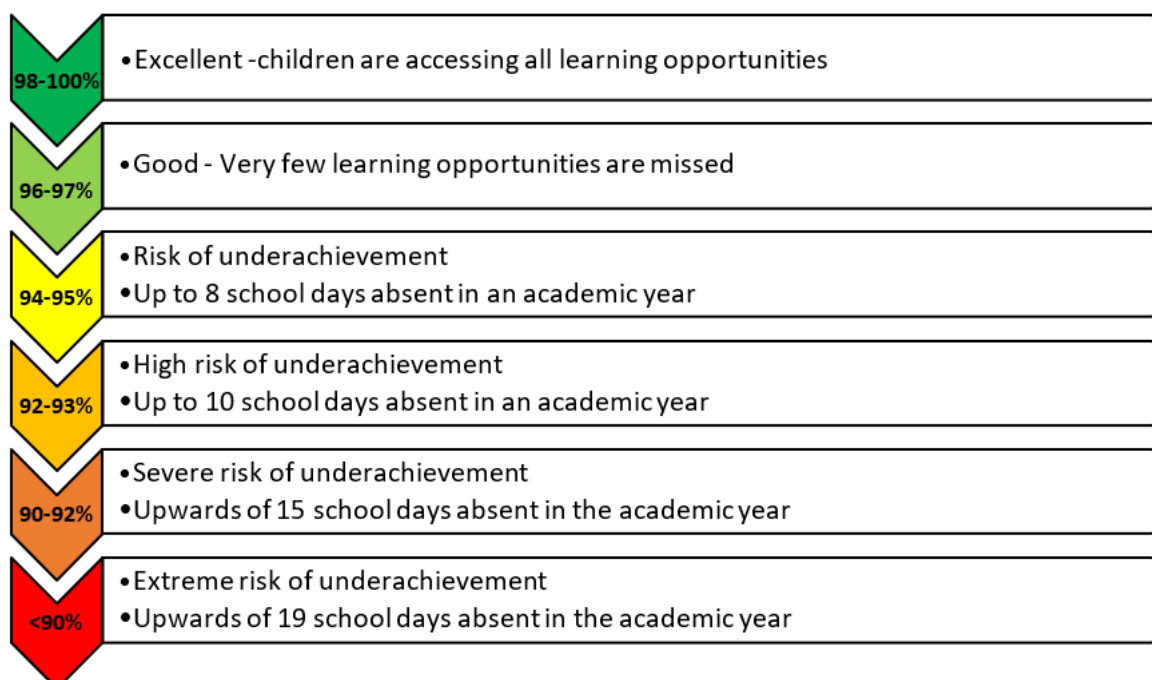 98-100%
•Excellent -children are accessing all learning opportunities
96-97%
•Good - Very few learning opportunities are missed
94-95%
•Risk of underachievement
•Up to 8 school days absent in an academic year
92-93%
•High risk of underachievement
•Up to 10 school days absent in an academic year
90-92%
•Severe risk of underachievement
•Upwards of 15 school days absent in the academic year
<90%
•Extreme risk of underachievement
•Upwards of 19 school days absent in the academic year